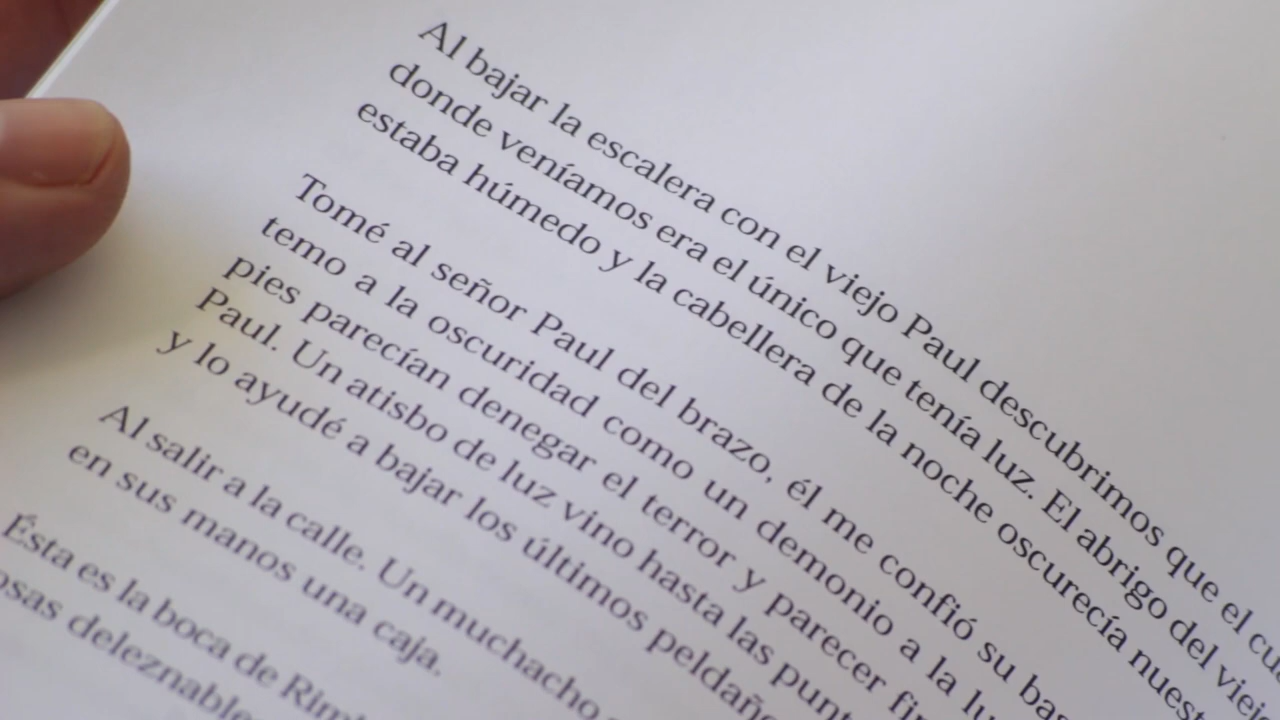 Al bajar la escalera con el viejo Paul descubrimos que el
donde veníamos era el único que tenía luz. El abrigo del
estaba húmedo y la cabellera de la noche oscurecía
Tomé al señor Paul del brazo, él me confió su
temo a la oscuridad como un demonio a la
pies parecían denegar el terror y parecer
Paul. Un atisbo de luz vino hasta las
y lo ayudé a bajar los últimos
Al salir a la calle. Un muchacho
en sus manos una caja.
Ésta es la boca de